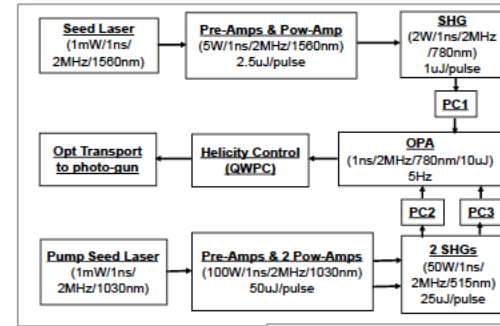 Seed Laser
(1mW/1ns/
2MHz/1560nm)
Pre-Amps & Pow-Amp
(5W/1ns/2MHz/1560nm)
2.5uJ/pulse
SHG
(2W/1ns/2MHz
/780nm)
1uJ/pulse
PC1
Opt Transport
to photo-gun
Helicity Control
(QWPC)
OPA
(1ns/2MHz/780nm/10uJ)
5Hz
PC2
PC3
Pump Seed Laser
(1mW/1ns/
2MHz/1030nm)
Pre-Amps & 2 Pow-Amps
(100W/1ns/2MHz/1030nm)
50uJ/pulse
2 SHGs
(50W/1ns/
2MHz/515nm)
25uJ/pulse